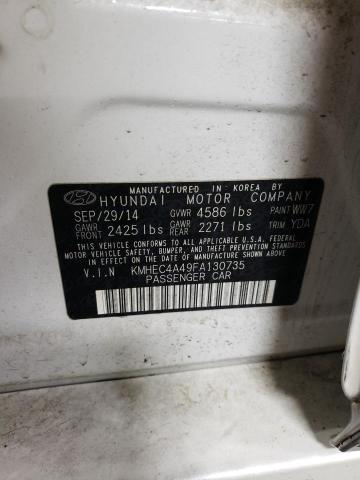 MANUFACTURED IN KOREA BY
HYUNDAI MOTOR COMPANY
SEP/29/14 GVWR 4586 lbs PAINT WW7
GAWR FRONT 2425 lbs GAWR REAR 2271 lbs TRIM YDA
THIS VEHICLE CONFORMS TO ALL APPLICABLE U.S.A. FEDERAL
MOTOR VEHICLE SAFETY, BUMPER, AND THEFT PREVENTION
STANDARDS IN EFFECT ON THE DATE OF MANUFACTURE
SHOWN ABOVE
V.I.N KMHEC4A49FA130735
PASSENGER CAR